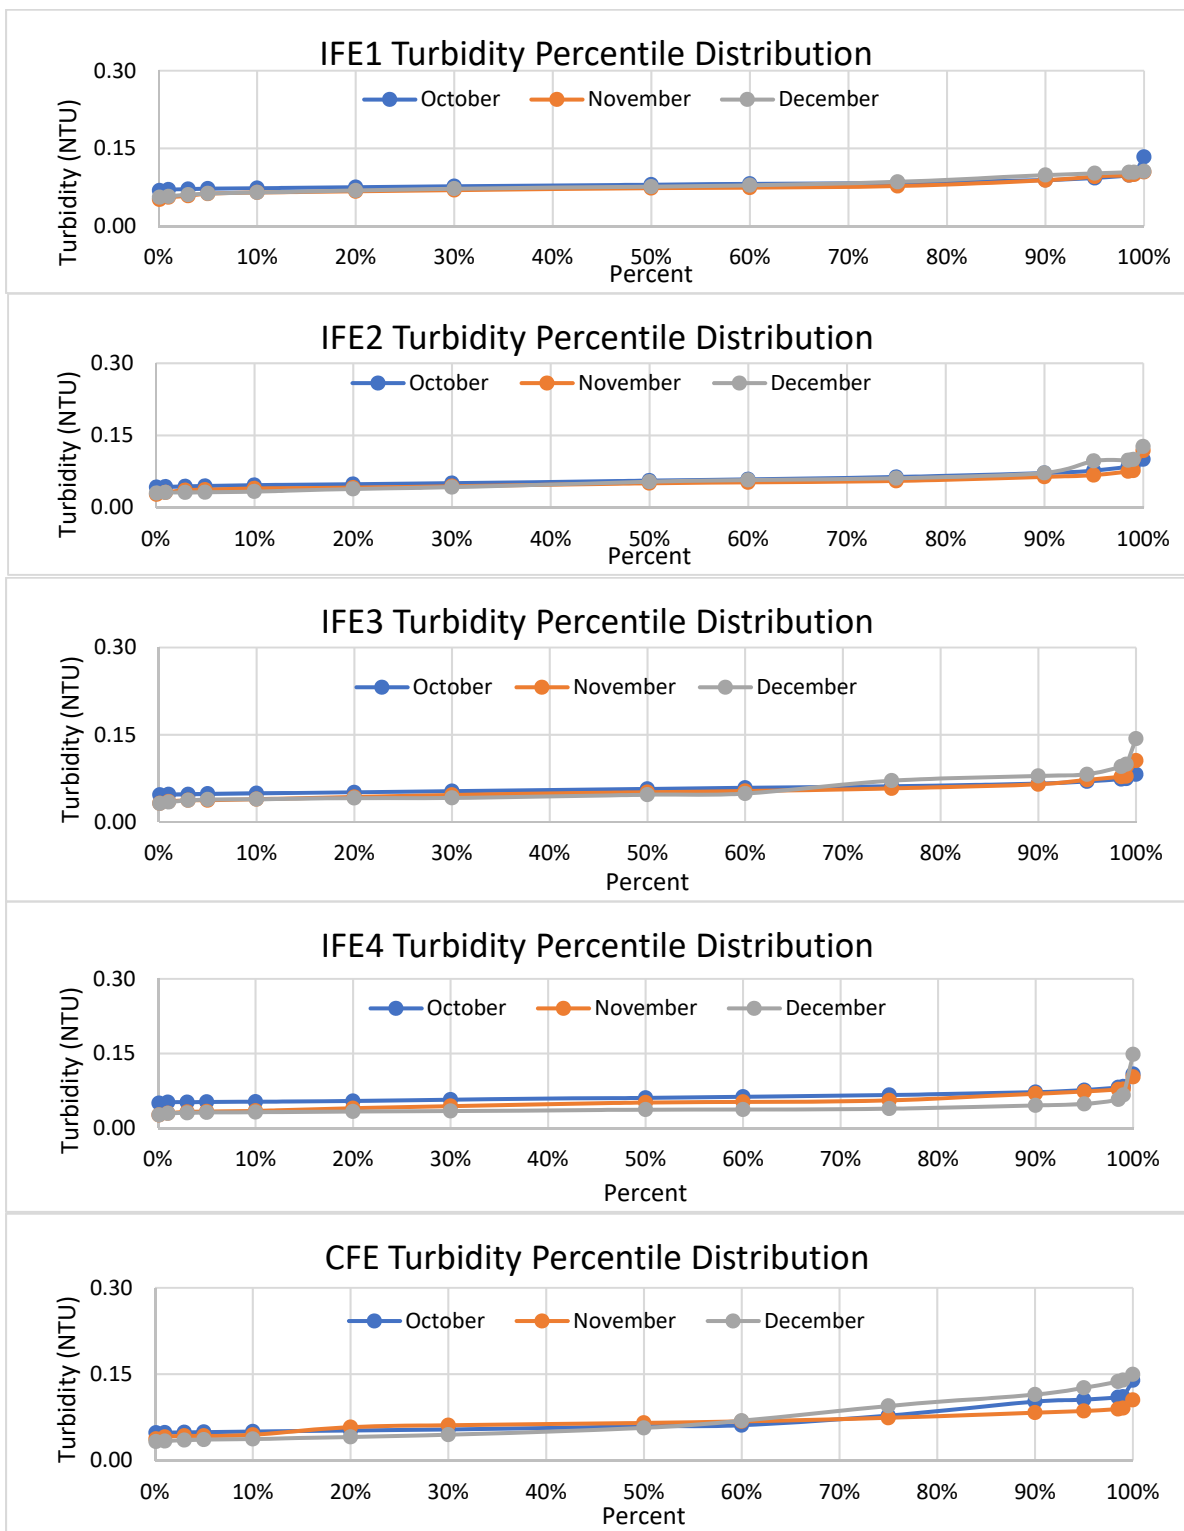 IFE1 Turbidity Percentile Distribution
0.30
October November December
0.15
0.00
Turbidity (NTU)
0% 10% 20% 30% 40% 50% 60% 70% 80% 90% 100%
Percent
IFE2 Turbidity Percentile Distribution
0.30
October November December
0.15
0.00
Turbidity (NTU)
0% 10% 20% 30% 40% 50% 60% 70% 80% 90% 100%
Percent
IFE3 Turbidity Percentile Distribution
0.30
October November December
0.15
0.00
Turbidity (NTU)
0% 10% 20% 30% 40% 50% 60% 70% 80% 90% 100%
Percent
IFE4 Turbidity Percentile Distribution
0.30
October November December
0.15
0.00
Turbidity (NTU)
0% 10% 20% 30% 40% 50% 60% 70% 80% 90% 100%
Percent
CFE Turbidity Percentile Distribution
0.30
October November December
0.15
0.00
Turbidity (NTU)
0% 10% 20% 30% 40% 50% 60% 70% 80% 90% 100%
Percent